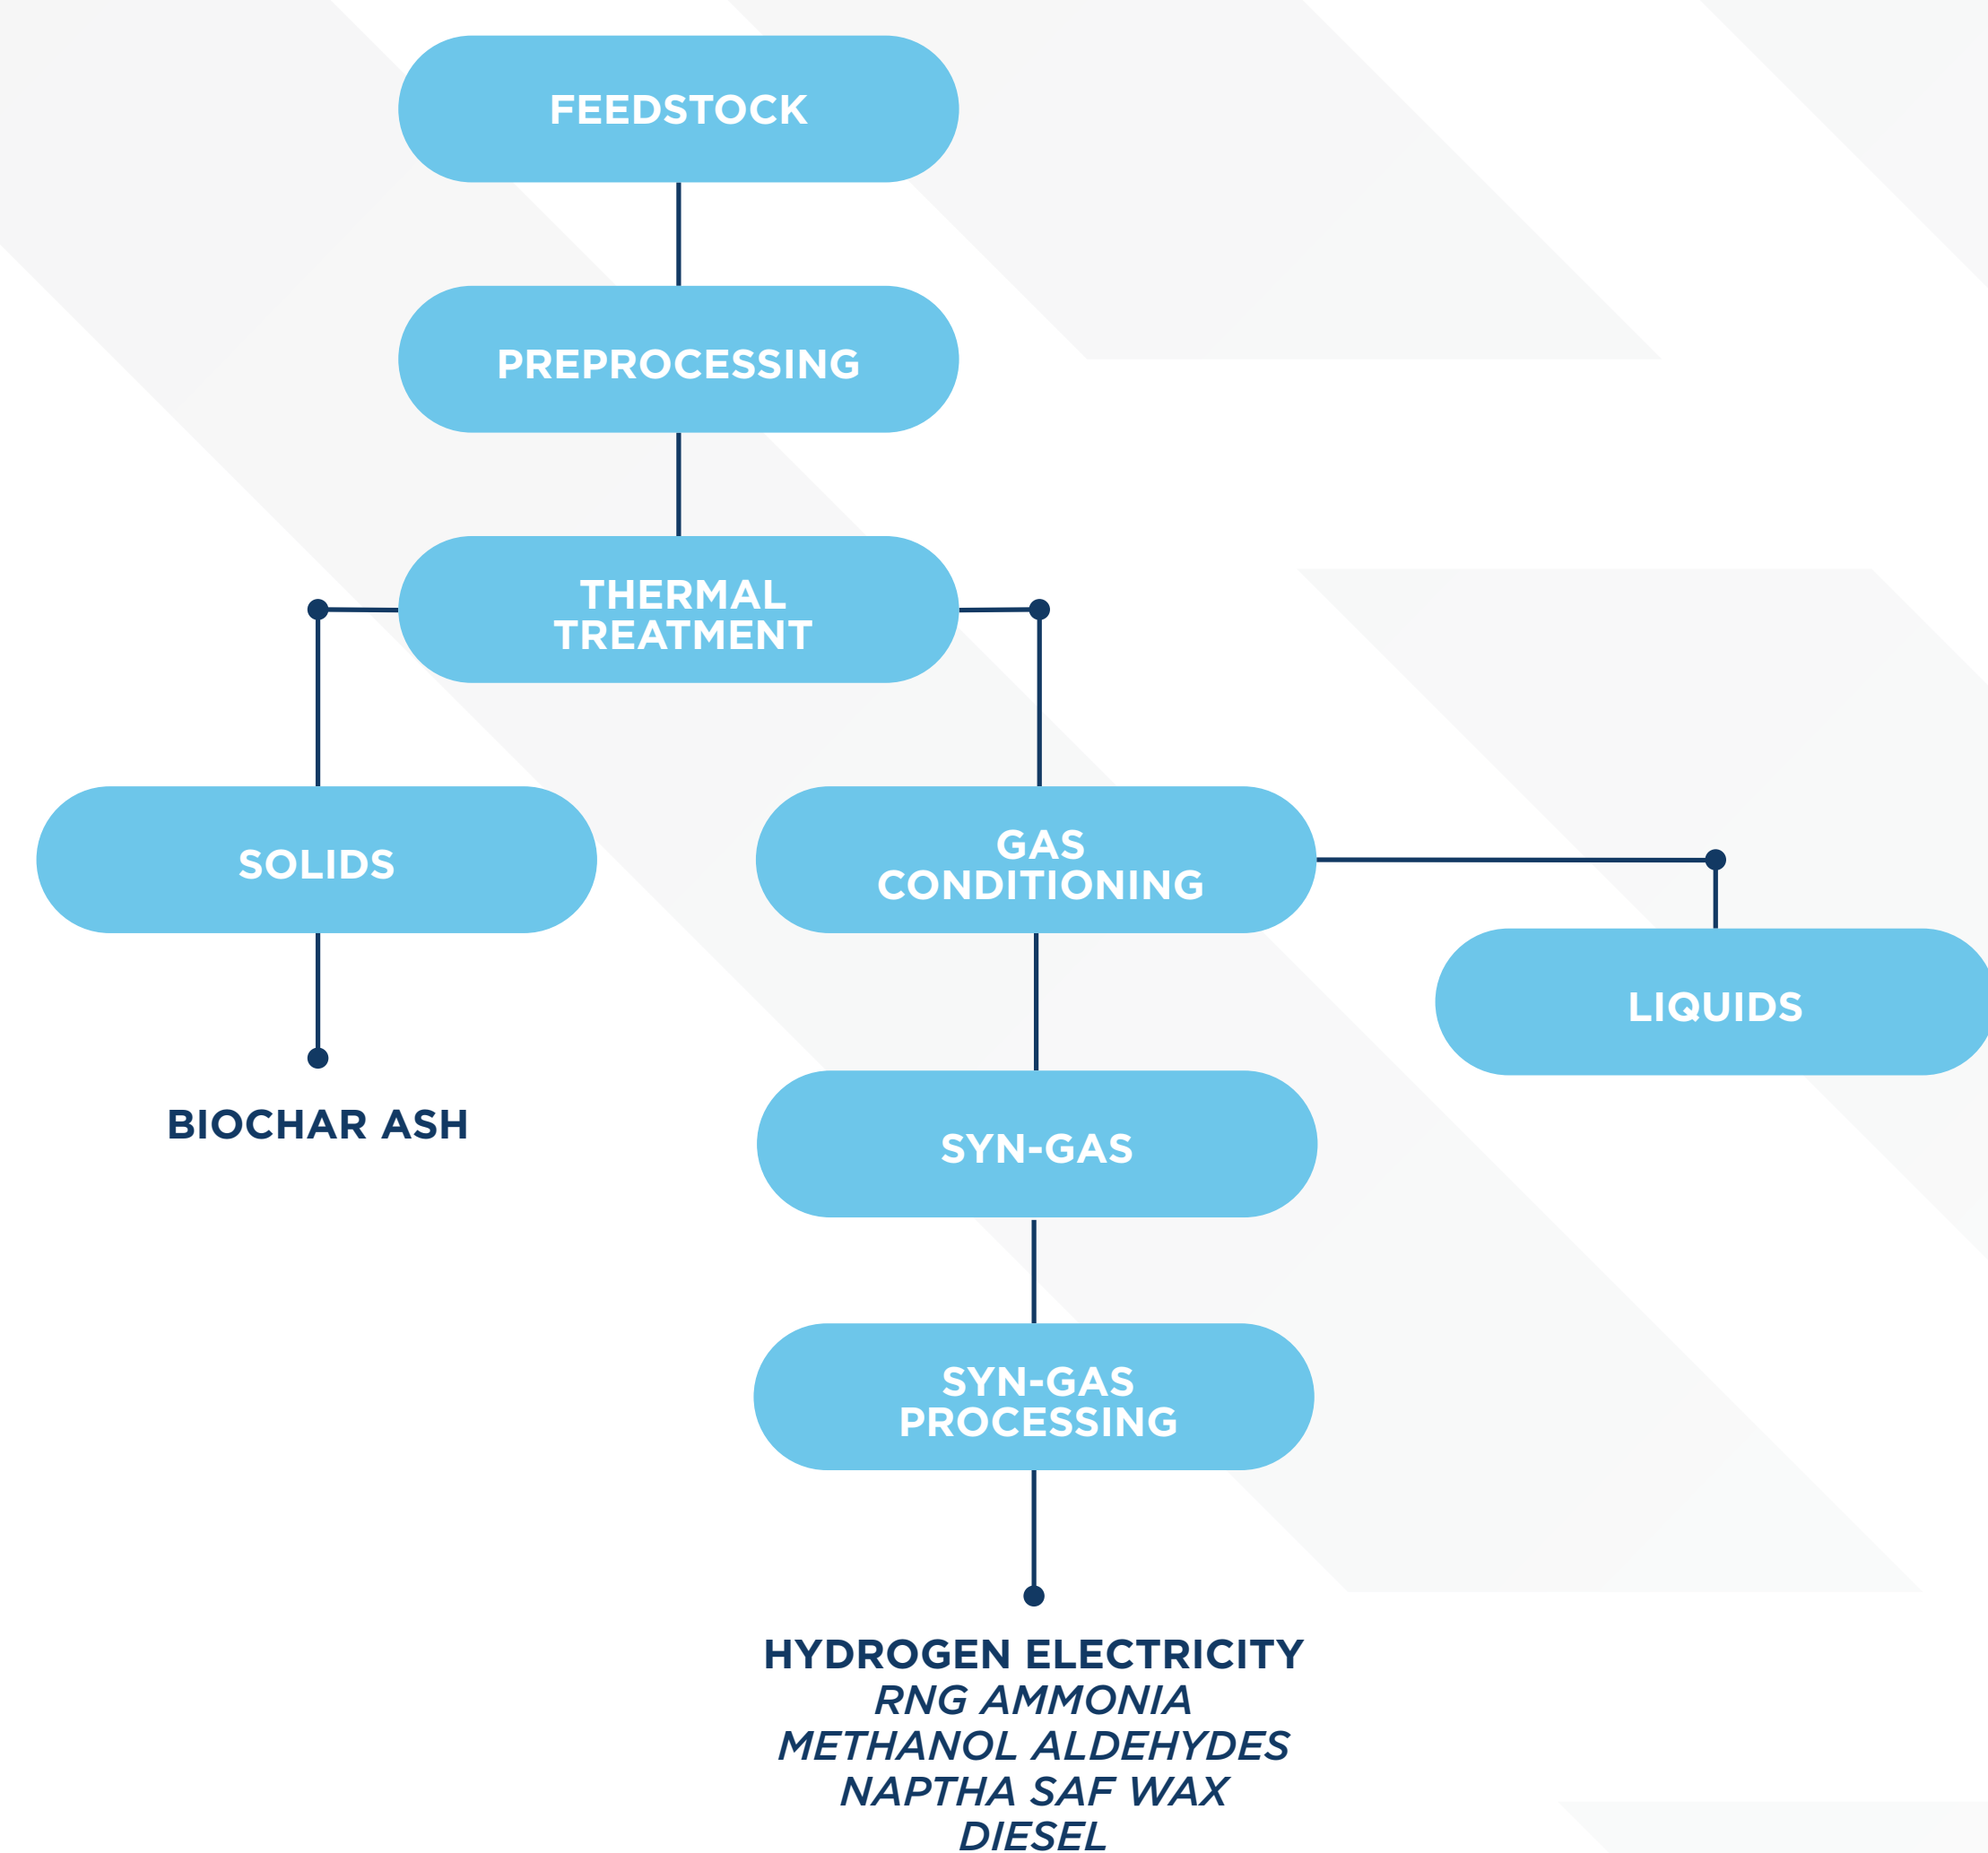 FEEDSTOCK
PREPROCESSING
THERMAL
TREATMENT
SOLIDS
GAS
CONDITIONING
LIQUIDS
BIOCHAR ASH
SYN-GAS
SYN-GAS
PROCESSING
HYDROGEN ELECTRICITY
RNG AMMONIA
METHANOL ALDEHYDES
NAPTHA SAF WAX
DIESEL